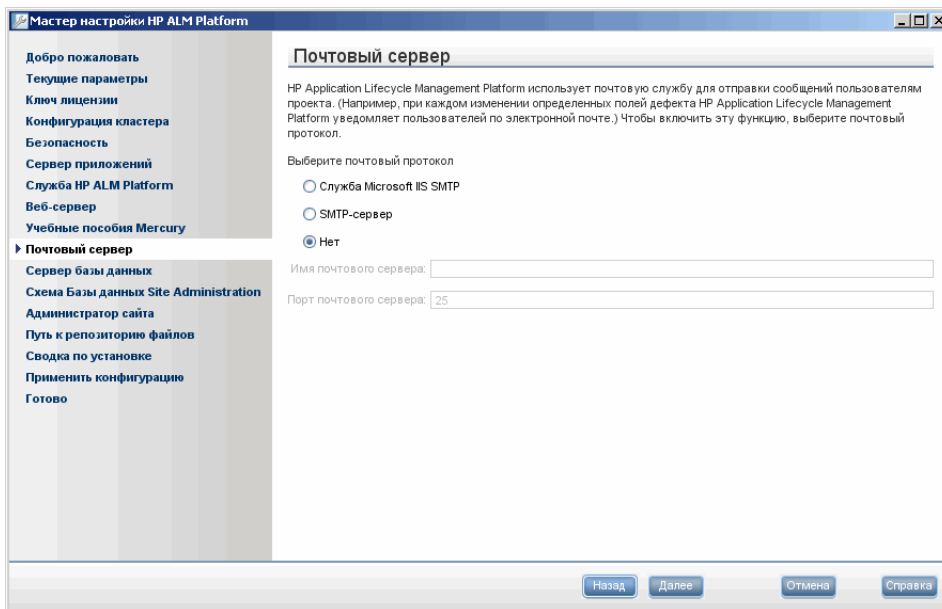 Мастер настройки HP ALM Platform
Добро пожаловать
Текущие параметры
Ключ лицензии
Конфигурация кластера
Безопасность
Сервер приложений
Служба HP ALM Platform
Веб-сервер
Учебные пособия Mercury
Почтовый сервер
Сервер базы данных
Схема Базы данных Site Administration
Администратор сайта
Путь к репозиторию файлов
Сводка по установке
Применить конфигурацию
Готово
Почтовый сервер
HP Application Lifecycle Management Platform использует почтовую службу для отправки сообщений пользователям
проекта. (Например, при каждом изменении определенных полей дефекта HP Application Lifecycle Management
Platform уведомляет пользователей по электронной почте.) Чтобы включить эту функцию, выберите почтовый
протокол.
Выберите почтовый протокол
Служба Microsoft IIS SMTP
SMTP-сервер
Нет
Имя почтового сервера:
Порт почтового сервера: 25
Назад Далее Отмена Справка